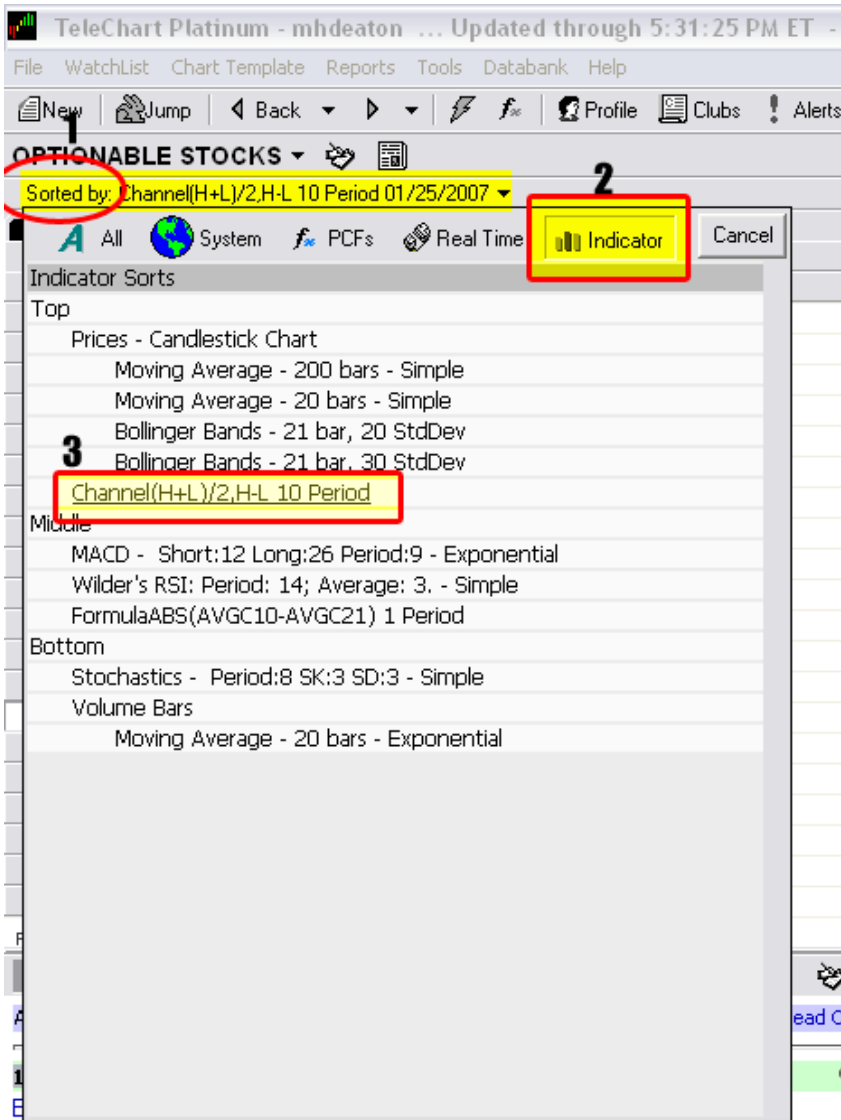 TeleChart Platinum - mhdeaton ... Updated through 5:31:25 PM ET -
File WatchList Chart Template Reports Tools Databank Help
New Jump Back Profile Clubs Alerts
1
OPTIONABLE STOCKS
2
Sorted by: Channel(H+L)/2,H-L 10 Period 01/25/2007
A All System fx PCFs Real Time Indicator Cancel
Indicator Sorts
Top
Prices - Candlestick Chart
Moving Average - 200 bars - Simple
Moving Average - 20 bars - Simple
Bollinger Bands - 21 bar, 20 StdDev
3
Bollinger Bands - 21 bar, 30 StdDev
Channel(H+L)/2,H-L 10 Period
Middle
MACD - Short:12 Long:26 Period:9 - Exponential
Wilder's RSI: Period: 14; Average: 3. - Simple
FormulaABS(AVGC10-AVGC21) 1 Period
Bottom
Stochastics - Period:8 SK:3 SD:3 - Simple
Volume Bars
Moving Average - 20 bars - Exponential